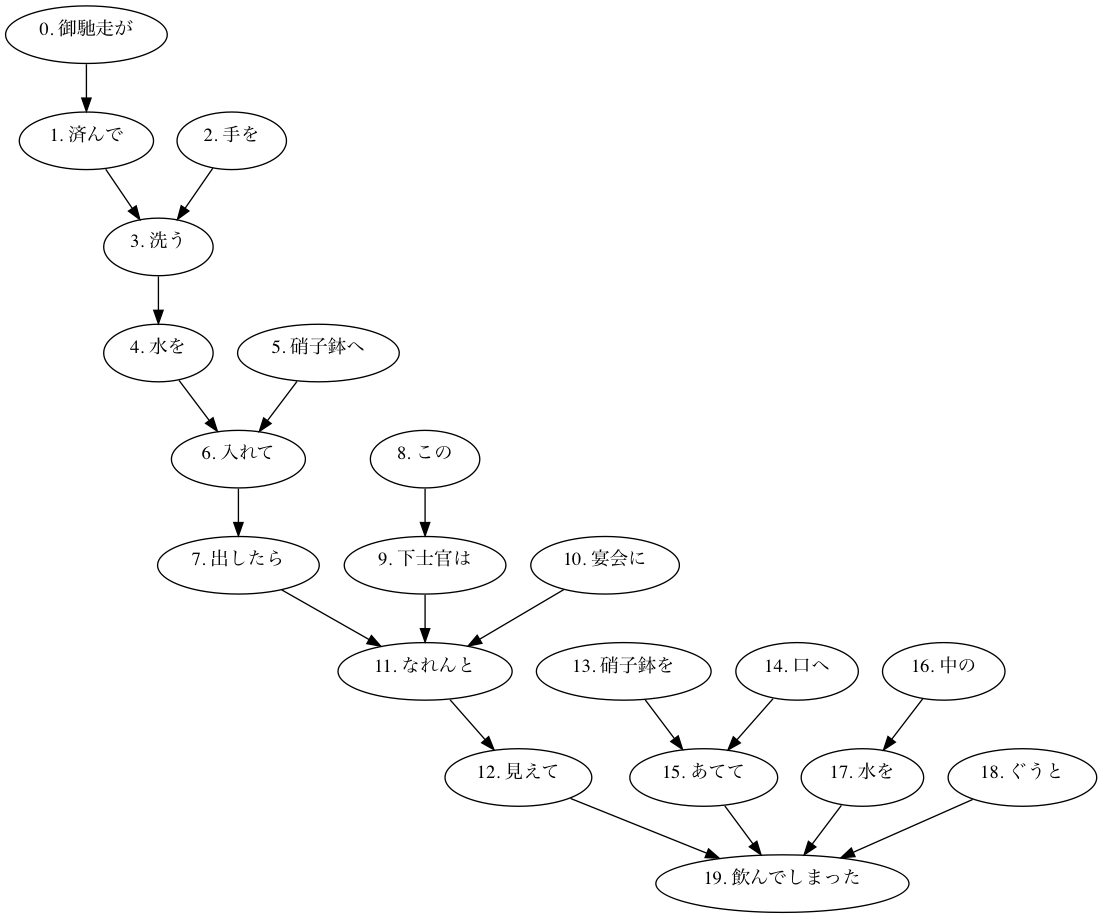 0. 御馳走が
1. 済んで
2. 手を
3. 洗う
4. 水を
5. 硝子鉢へ
6. 入れて
8. この
7. 出したら
9. 下士官は
10. 宴会に
11. なれんと
13. 硝子鉢を
14. 口へ
16. 中の
12. 見えて
15. あてて
17. 水を
18. ぐうと
19. 飲んでしまった